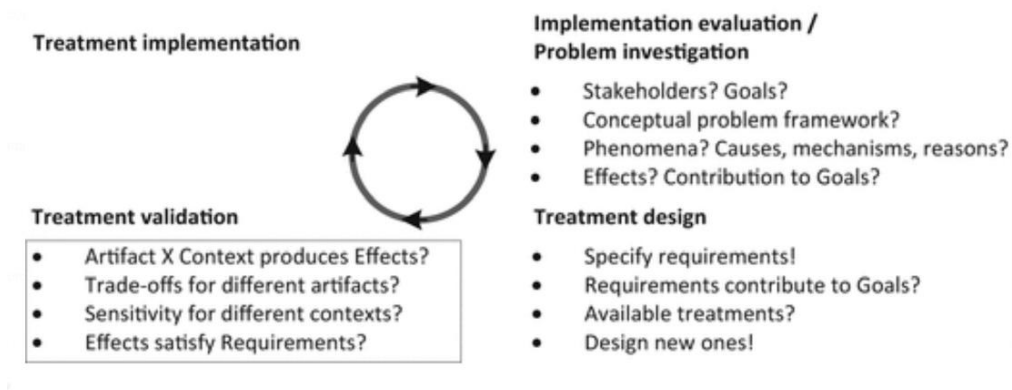 Treatment implementation
Implementation evaluation /
Problem investigation
• Stakeholders? Goals?
• Conceptual problem framework?
• Phenomena? Causes, mechanisms, reasons?
• Effects? Contribution to Goals?
Treatment validation
• Artifact X Context produces Effects?
• Trade-offs for different artifacts?
• Sensitivity for different contexts?
• Effects satisfy Requirements?
Treatment design
• Specify requirements!
• Requirements contribute to Goals?
• Available treatments?
• Design new ones!